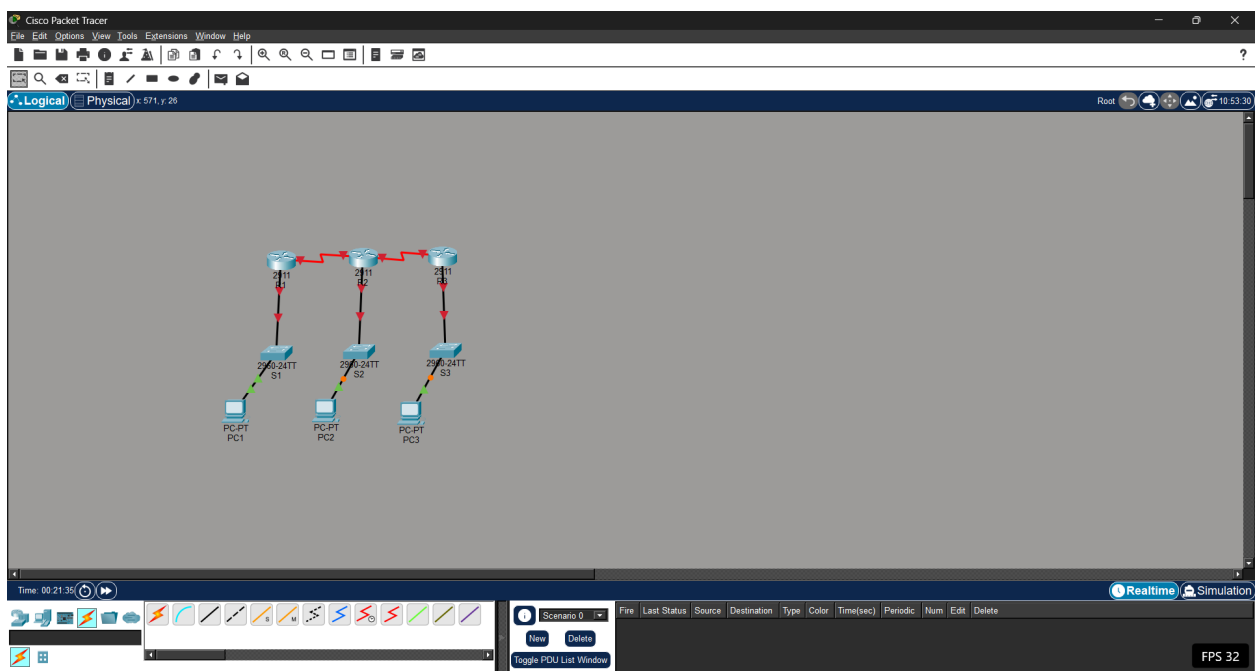 Cisco Packet Tracer
File Edit Options View Tools Extensions Window Help
?
Logical Physical x: 571, y: 26 Root 10:53:30
2911 2911 2911
R1 R2 R3
2960-24TT 2960-24TT 2960-24TT
S1 S2 S3
PC-PT PC-PT PC-PT
PC1 PC2 PC3
Time: 00:21:35 Realtime Simulation
Scenario 0 Fire Last Status Source Destination Type Color Time(sec) Periodic Num Edit Delete
New Delete
Toggle PDU List Window
FPS 32